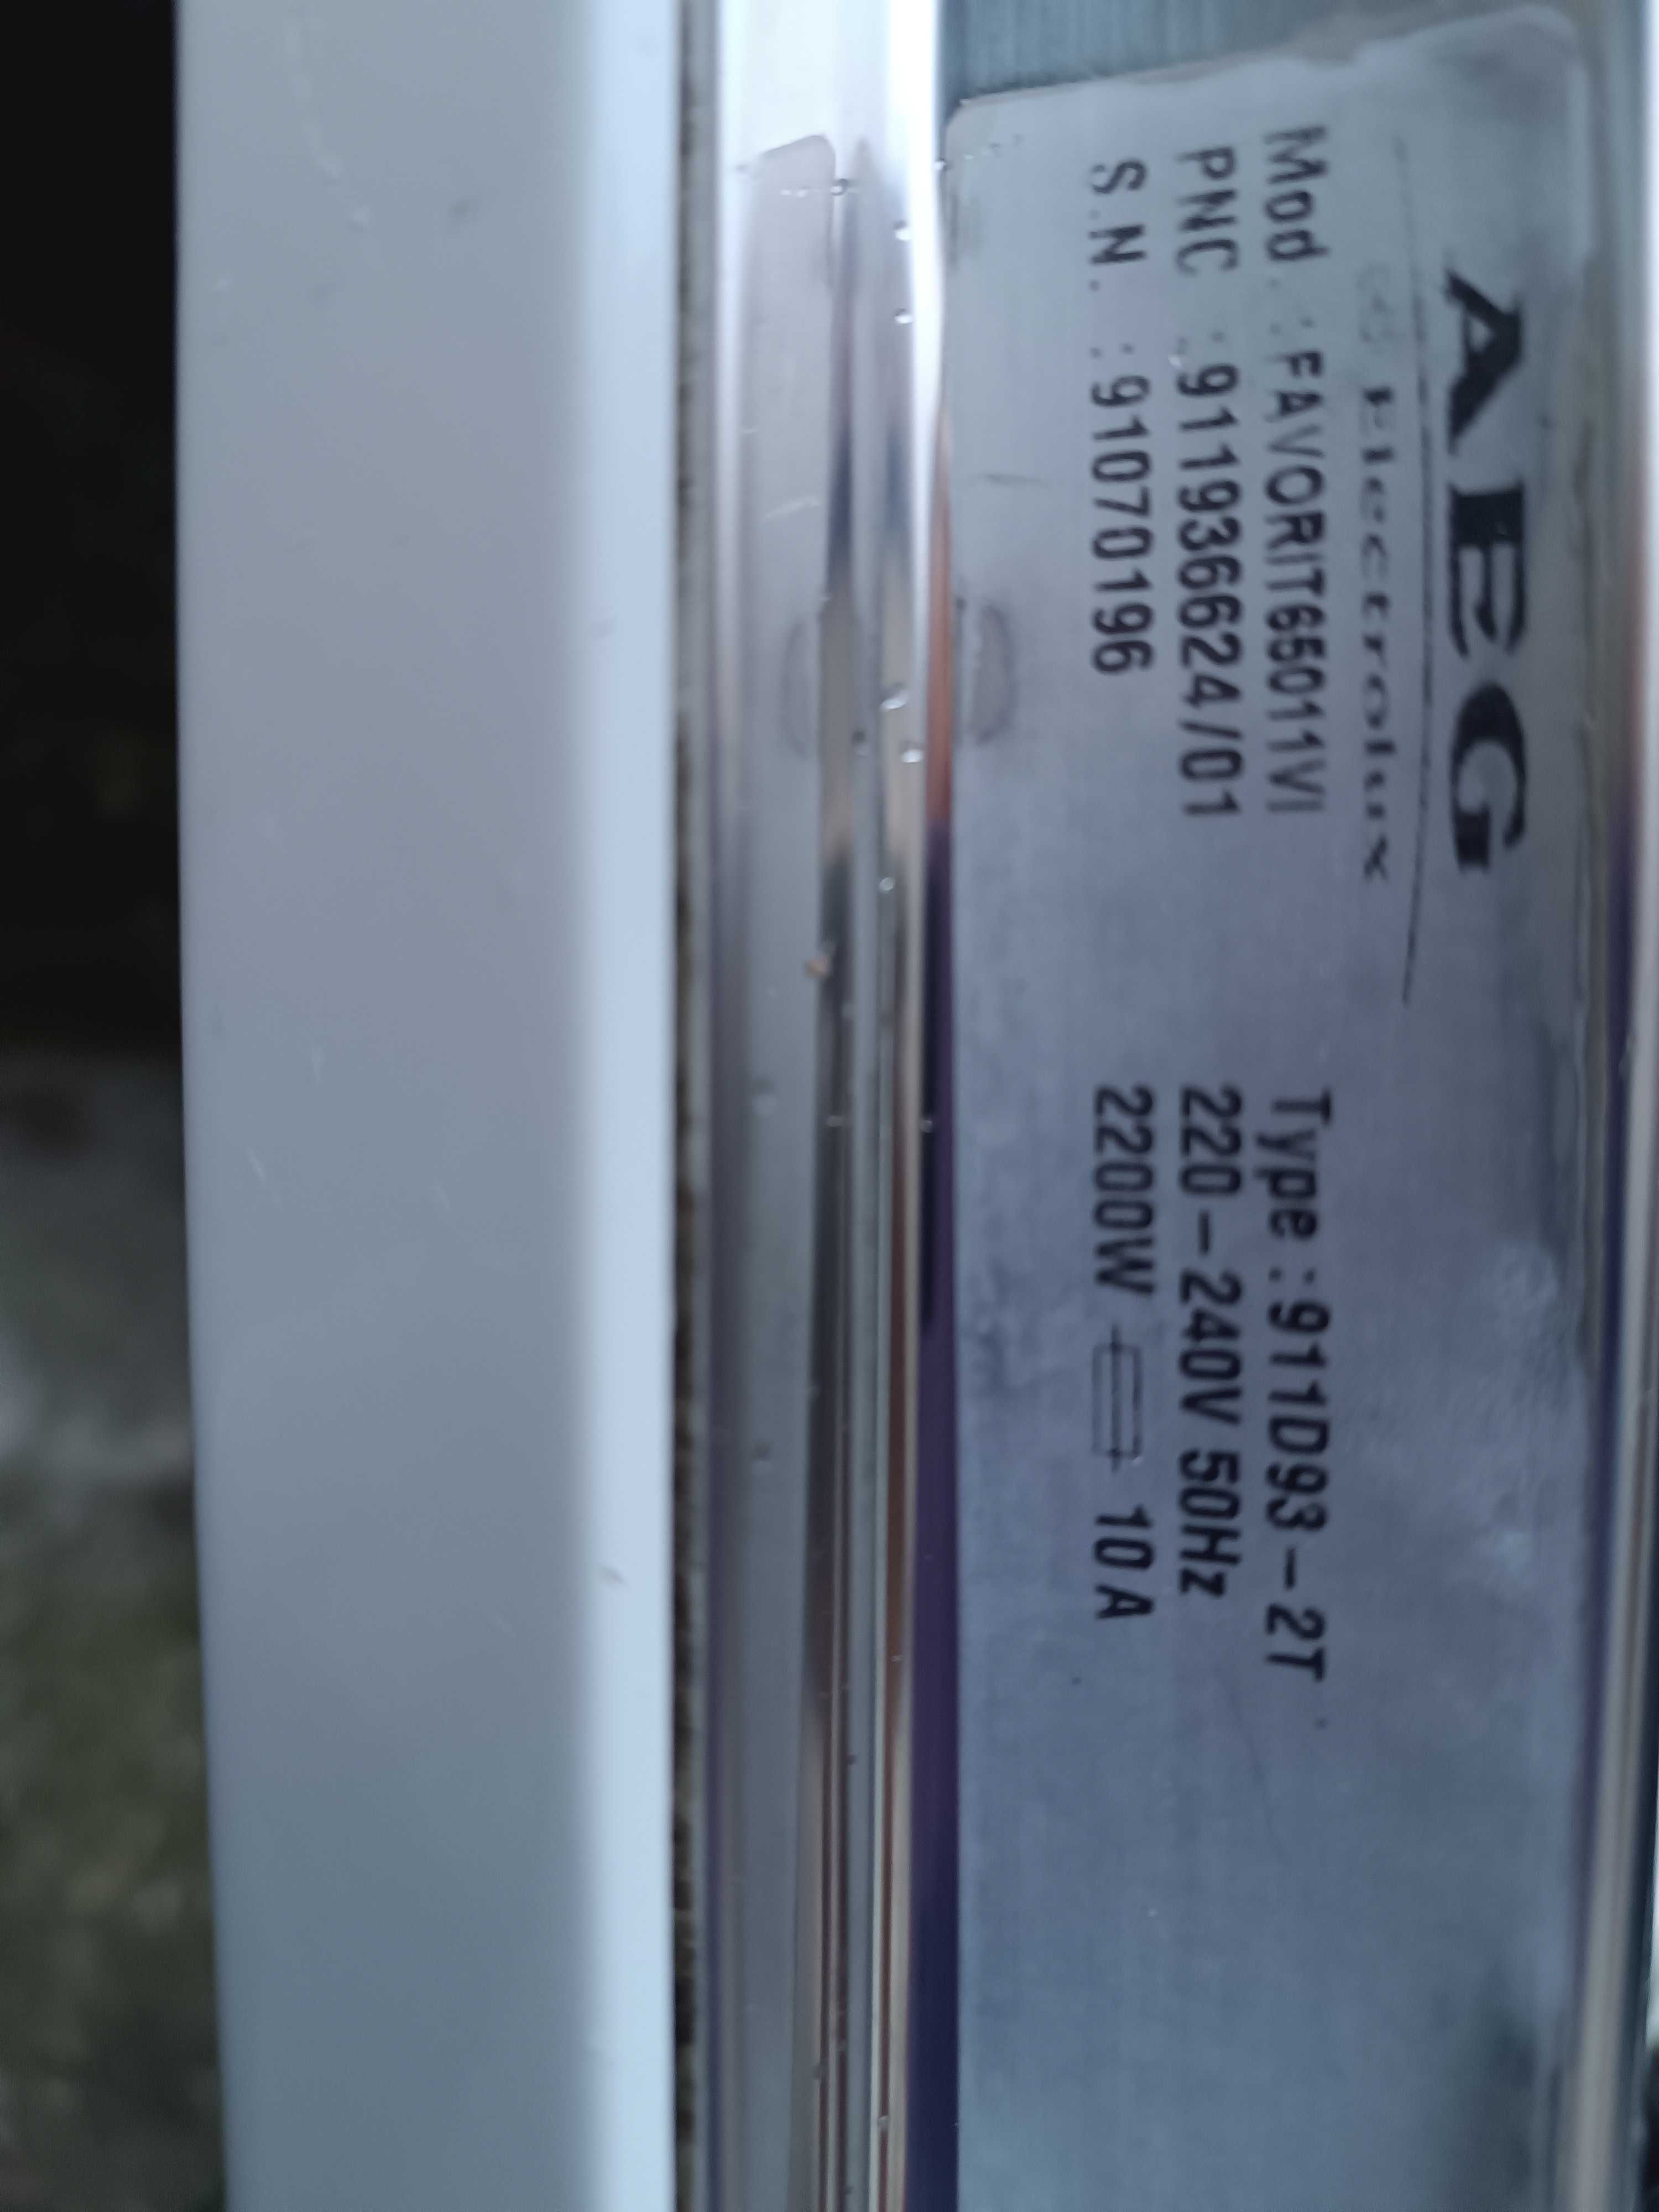 AEG
Electrolux
Mod. : FAVORIT65011VI
PNC : 911936624/01
S.N. : 91070196
Type : 911D93-2T
220-240V 50Hz
2200W 10A